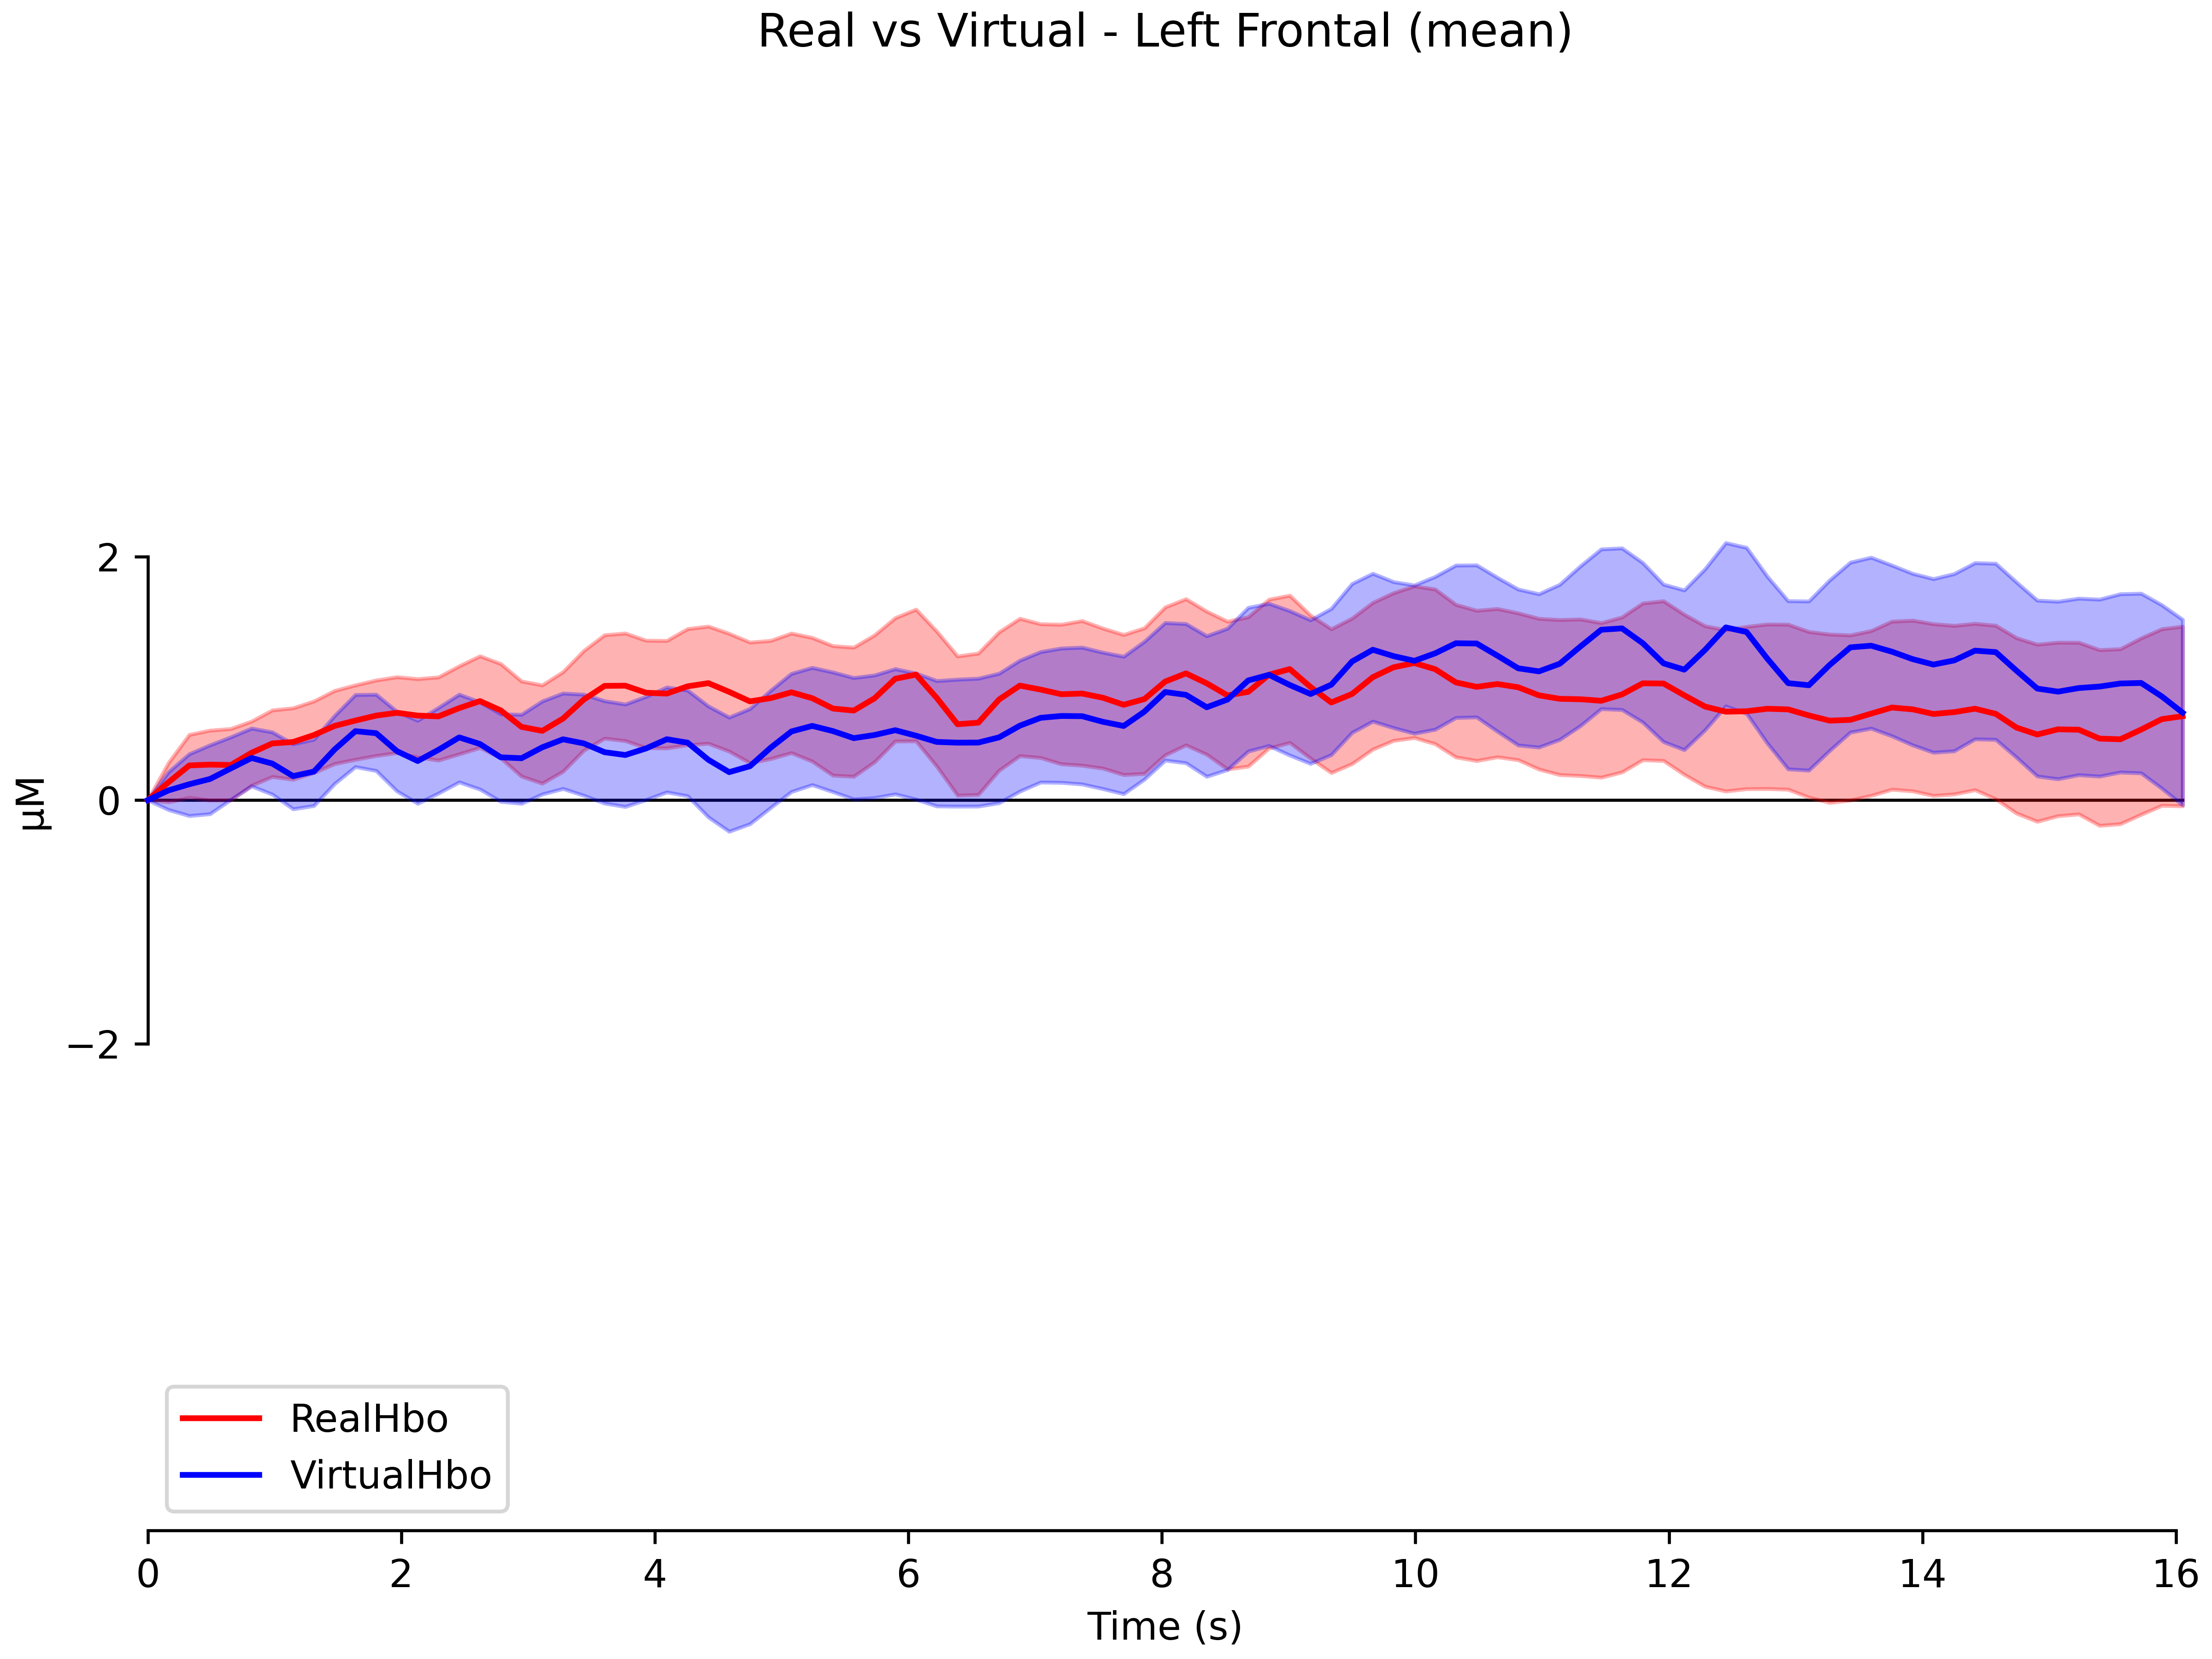 Real vs Virtual - Left Frontal (mean)
2
0
−2
µM
RealHbo
VirtualHbo
0 2 4 6 8 10 12 14 16
Time (s)